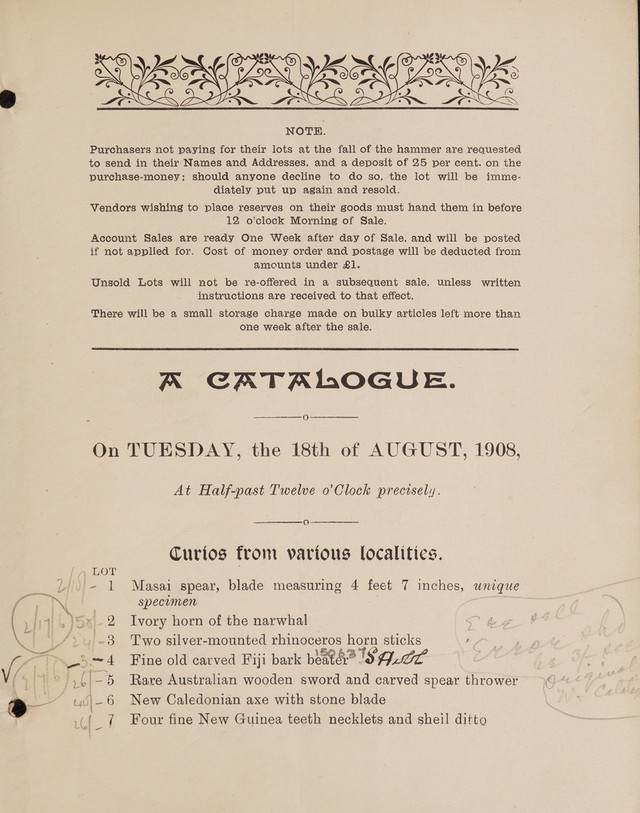 NOTE.
Purchasers not paying for their lots at the fall of the hammer are requested
to send in their Names and Addresses, and a deposit of 25 per cent. on the
purchase-money; should anyone decline to do so, the lot will be imme-
diately put up again and resold.
Vendors wishing to place reserves on their goods must hand them in before
12 o'clock Morning of Sale.
Account Sales are ready One Week after day of Sale, and will be posted
if not applied for. Cost of money order and postage will be deducted from
amounts under £1.
Unsold Lots will not be re-offered in a subsequent sale, unless written
instructions are received to that effect.
There will be a small storage charge made on bulky articles left more than
one week after the sale.
A CATALOGUE.
On TUESDAY, the 18th of AUGUST, 1908,
At Half-past Twelve o'Clock precisely.
Curios from various localities.
LOT
1 Masai spear, blade measuring 4 feet 7 inches, unique
specimen
2/17/6 2 Ivory horn of the narwhal
3 Two silver-mounted rhinoceros horn sticks
4 Fine old carved Fiji bark beater
2/7/6 26/- 5 Rare Australian wooden sword and carved spear thrower
6 New Caledonian axe with stone blade
26/- 7 Four fine New Guinea teeth necklets and sheil ditto
Error
Original